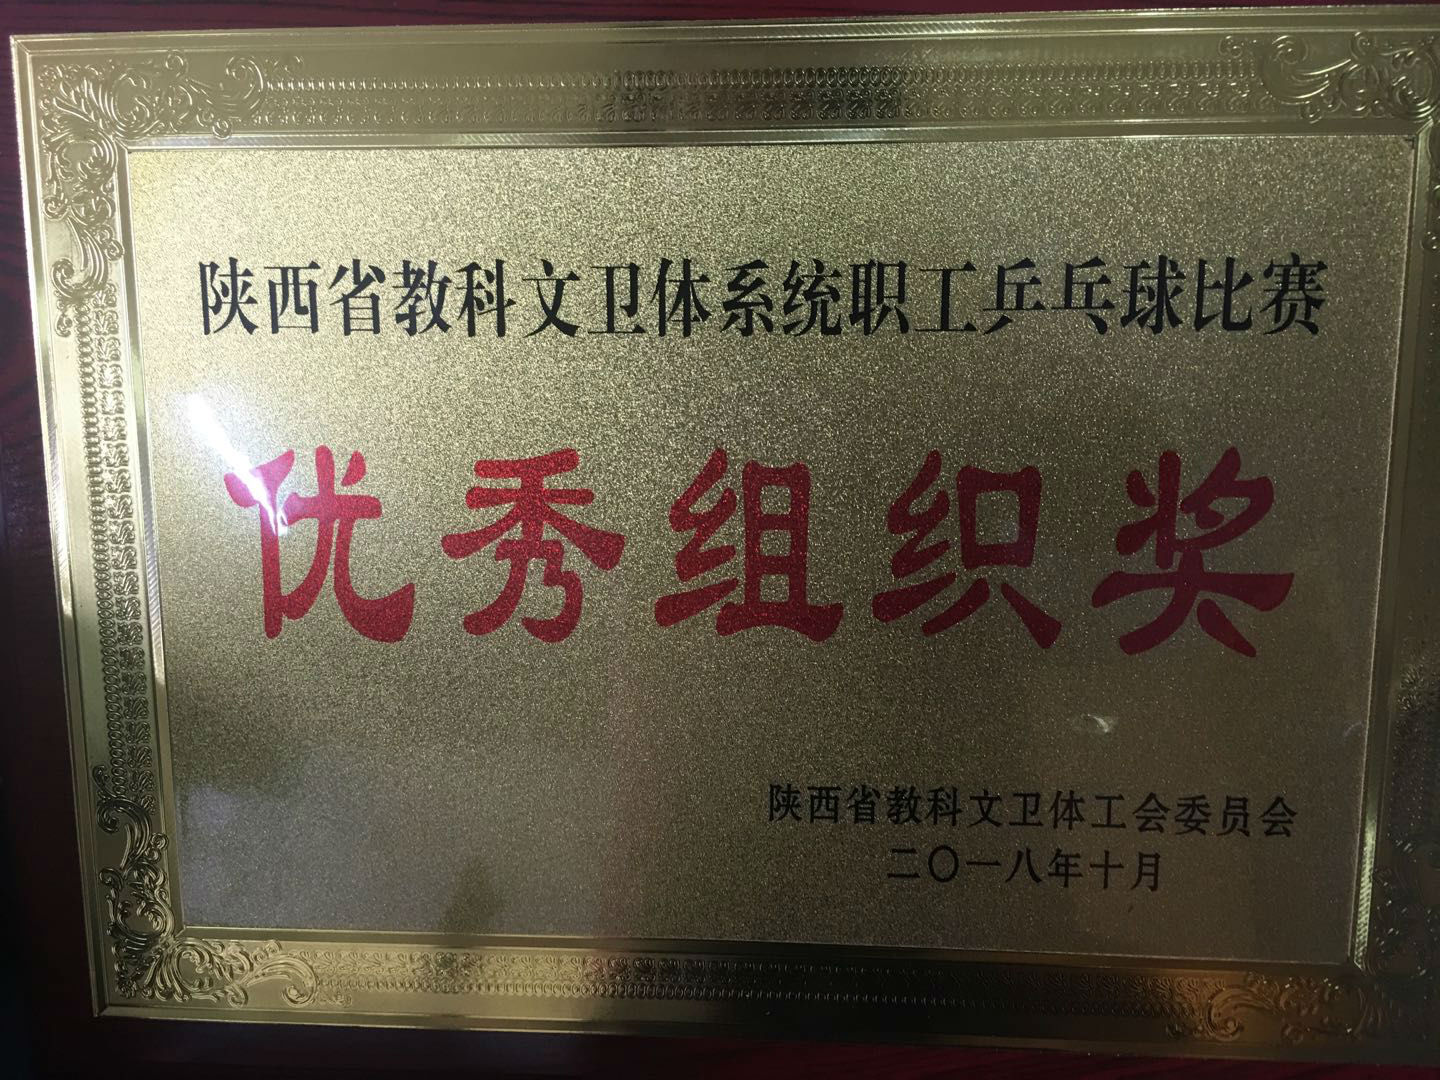 陕西省教科文卫体系统职工乒乓球比赛
优秀组织奖
陕西省教科文卫体工会委员会
二〇一八年十月